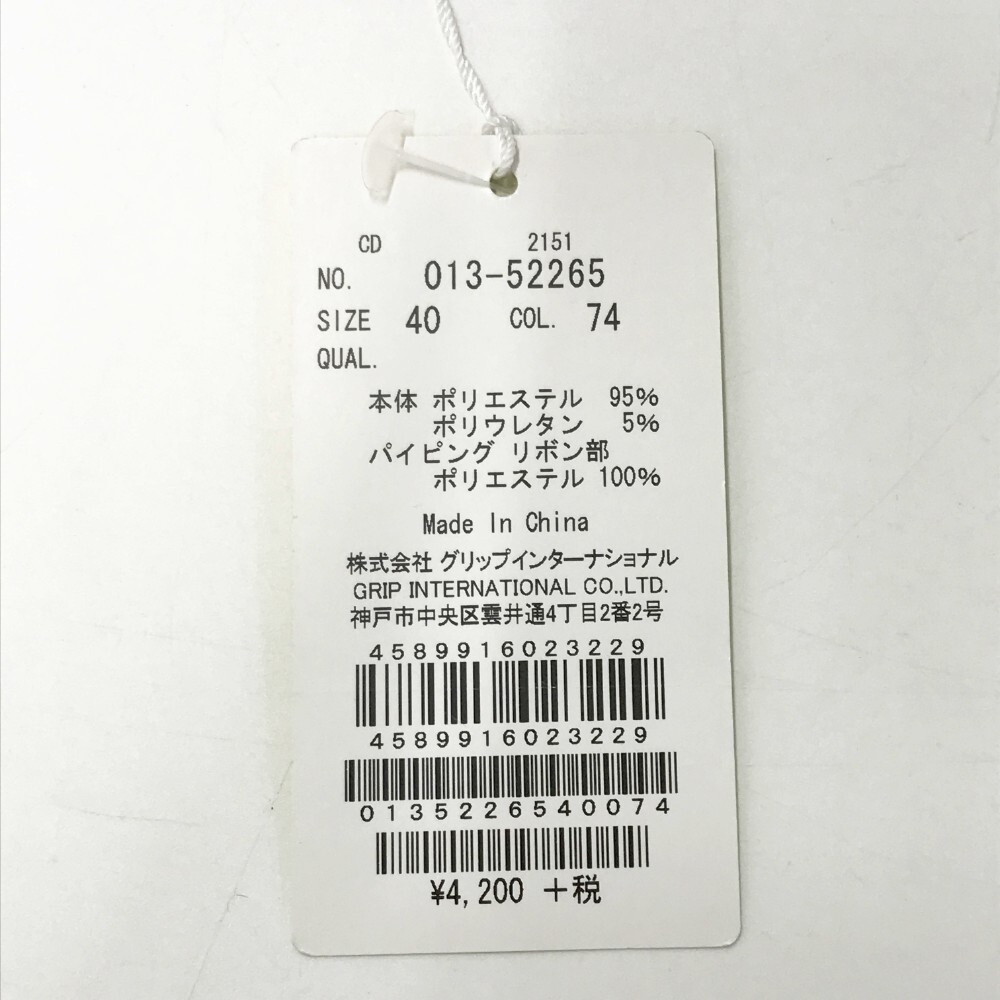 CD 2151
NO. 013-52265
SIZE 40 COL. 74
QUAL.
本体 ポリエステル 95%
ポリウレタン 5%
パイピング リボン部
ポリエステル 100%
Made In China
株式会社 グリップインターナショナル
GRIP INTERNATIONAL CO.,LTD.
神戸市中央区雲井通4丁目2番2号
4589916023229
4589916023229
0135226540074
¥4,200 +税